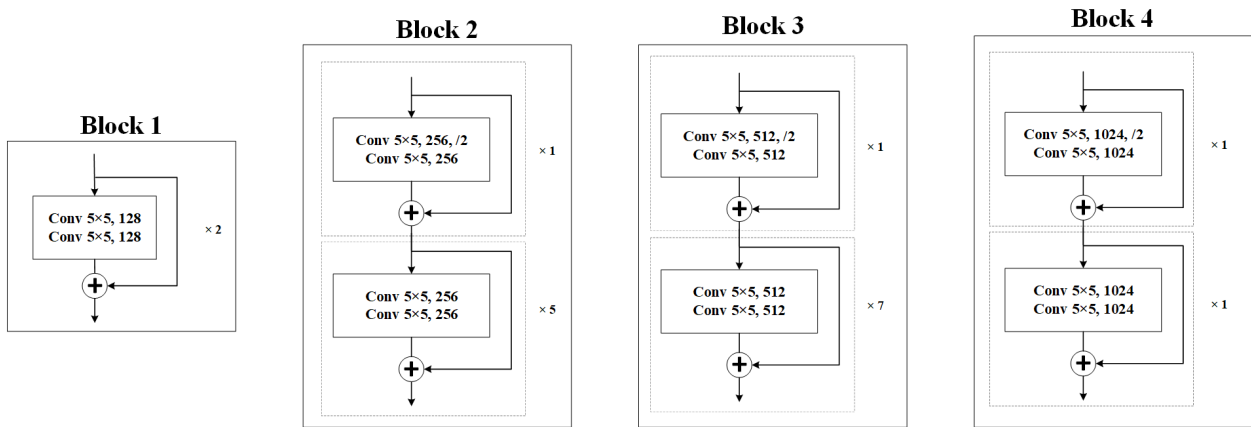 Block 1
Conv 5×5, 128
Conv 5×5, 128
× 2
Block 2
Conv 5×5, 256, /2
Conv 5×5, 256
× 1
Conv 5×5, 256
Conv 5×5, 256
× 5
Block 3
Conv 5×5, 512, /2
Conv 5×5, 512
× 1
Conv 5×5, 512
Conv 5×5, 512
× 7
Block 4
Conv 5×5, 1024, /2
Conv 5×5, 1024
× 1
Conv 5×5, 1024
Conv 5×5, 1024
× 1